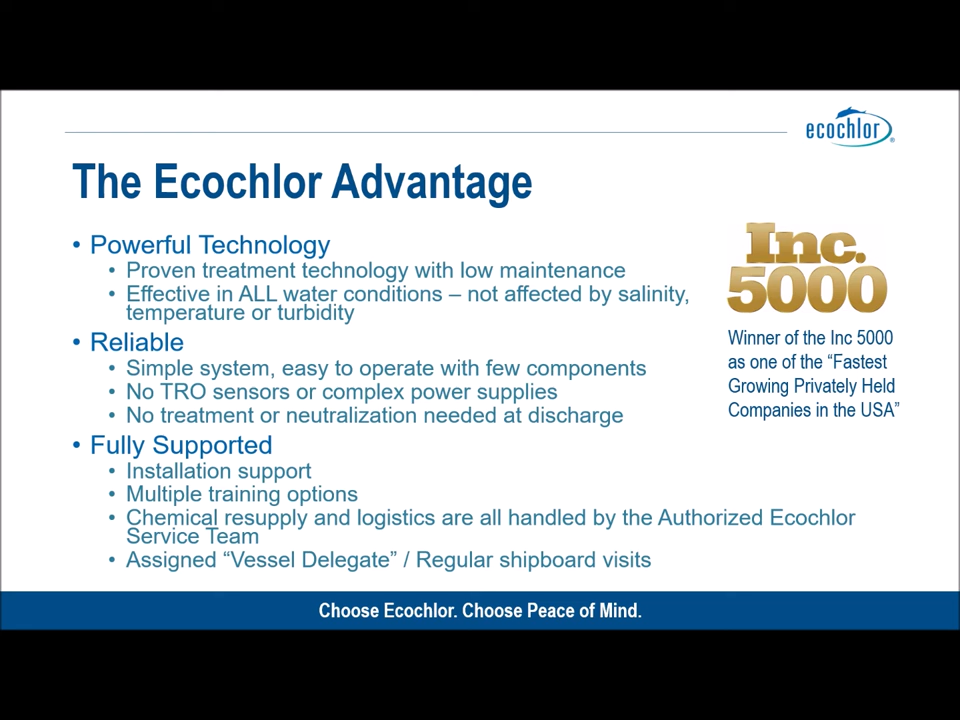 ecochlor®
The Ecochlor Advantage
• Powerful Technology
• Proven treatment technology with low maintenance
• Effective in ALL water conditions – not affected by salinity,
temperature or turbidity
• Reliable
• Simple system, easy to operate with few components
• No TRO sensors or complex power supplies
• No treatment or neutralization needed at discharge
• Fully Supported
• Installation support
• Multiple training options
• Chemical resupply and logistics are all handled by the Authorized Ecochlor
Service Team
• Assigned “Vessel Delegate” / Regular shipboard visits
Inc.
5000
Winner of the Inc 5000
as one of the “Fastest
Growing Privately Held
Companies in the USA”
Choose Ecochlor. Choose Peace of Mind.